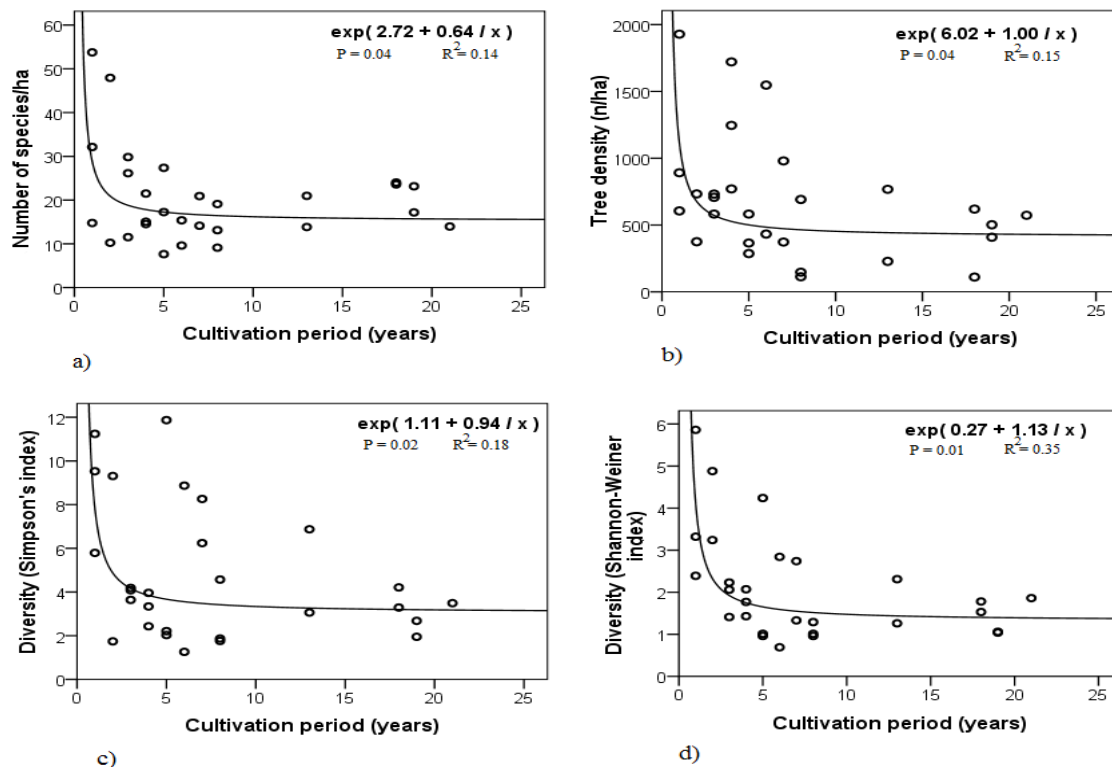 exp( 2.72 + 0.64 / x )
P = 0.04 R2= 0.14
Number of species/ha
60
50
40
30
20
10
0
0 5 10 15 20 25
Cultivation period (years)
a)
exp( 6.02 + 1.00 / x )
P = 0.04 R2= 0.15
Tree density (n/ha)
2000
1500
1000
500
0
0 5 10 15 20 25
Cultivation period (years)
b)
exp( 1.11 + 0.94 / x )
P = 0.02 R2= 0.18
Diversity (Simpson's index)
12
10
8
6
4
2
0
0 5 10 15 20 25
Cultivation period (years)
c)
exp( 0.27 + 1.13 / x )
P = 0.01 R2= 0.35
Diversity (Shannon-Weiner
index)
6
5
4
3
2
1
0
0 5 10 15 20 25
Cultivation period (years)
d)